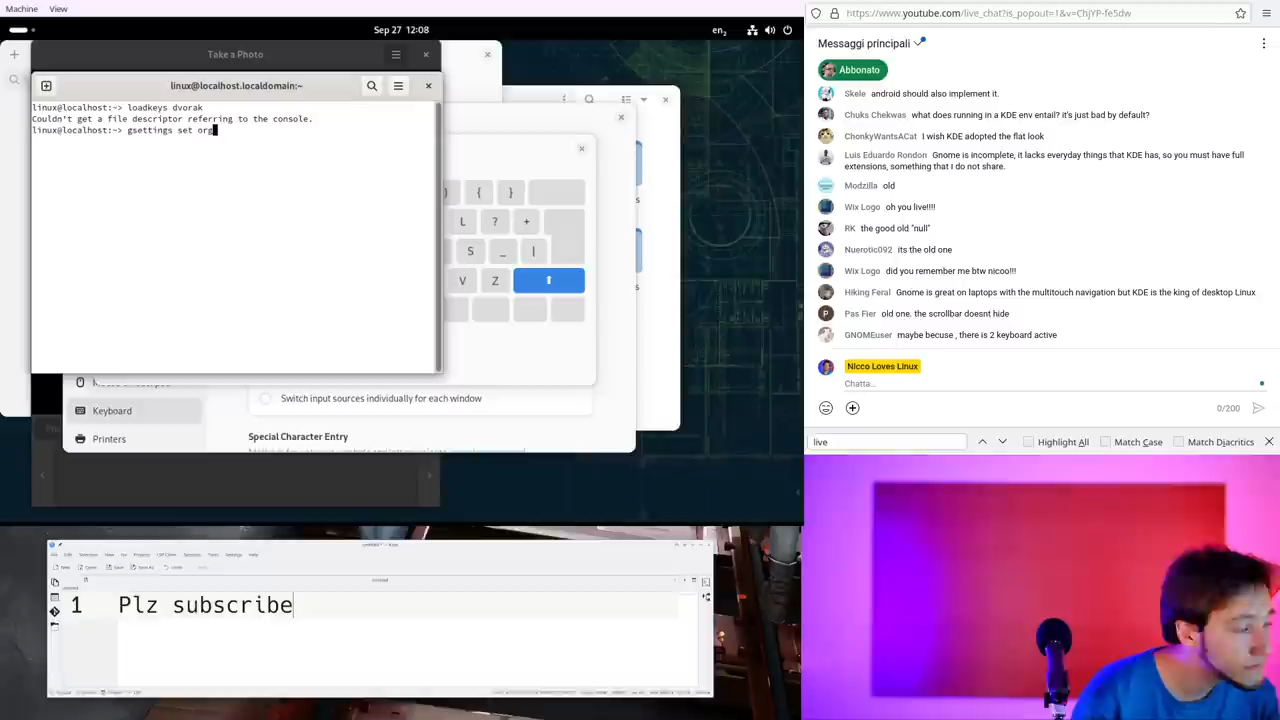 Machine View
Sep 27 12:08
en₂
Take a Photo
linux@localhost.localdomain:~
linux@localhost:~> loadkeys dvorak
Couldn't get a file descriptor referring to the console.
linux@localhost:~> gsettings set org
{ }
L ? +
S _ |
V Z
Keyboard
Printers
Switch input sources individually for each window
Special Character Entry
1 Plz subscribe
https://www.youtube.com/live_chat?is_popout=1&v=ChjYP-fe5dw
Messaggi principali
Abbonato
Skele android should also implement it.
Chuks Chekwas what does running in a KDE env entail? it's just bad by default?
ChonkyWantsACat I wish KDE adopted the flat look
Luis Eduardo Rondon Gnome is incomplete, it lacks everyday things that KDE has, so you must have full
extensions, something that I do not share.
Modzilla old
Wix Logo oh you live!!!!
RK the good old "null"
Nuerotic092 its the old one
Wix Logo did you remember me btw nicoo!!!
Hiking Feral Gnome is great on laptops with the multitouch navigation but KDE is the king of desktop Linux
P Pas Fier old one. the scrollbar doesnt hide
GNOMEuser maybe becuse , there is 2 keyboard active
Nicco Loves Linux
Chatta...
0/200
live
Highlight All Match Case Match Diacritics